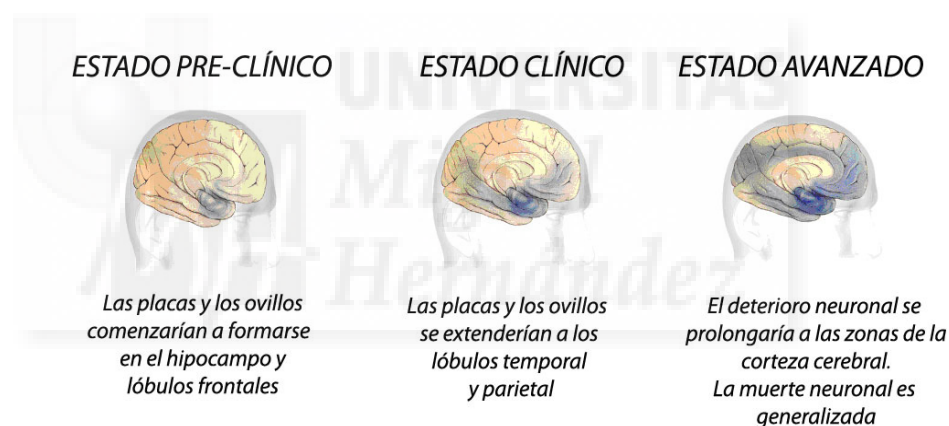 UNIVERSITAS
Miguel
Hernández
ESTADO PRE-CLÍNICO
ESTADO CLÍNICO
ESTADO AVANZADO
Las placas y los ovillos
comenzarían a formarse
en el hipocampo y
lóbulos frontales
Las placas y los ovillos
se extenderían a los
lóbulos temporal
y parietal
El deterioro neuronal se
prolongaría a las zonas de la
corteza cerebral.
La muerte neuronal es
generalizada